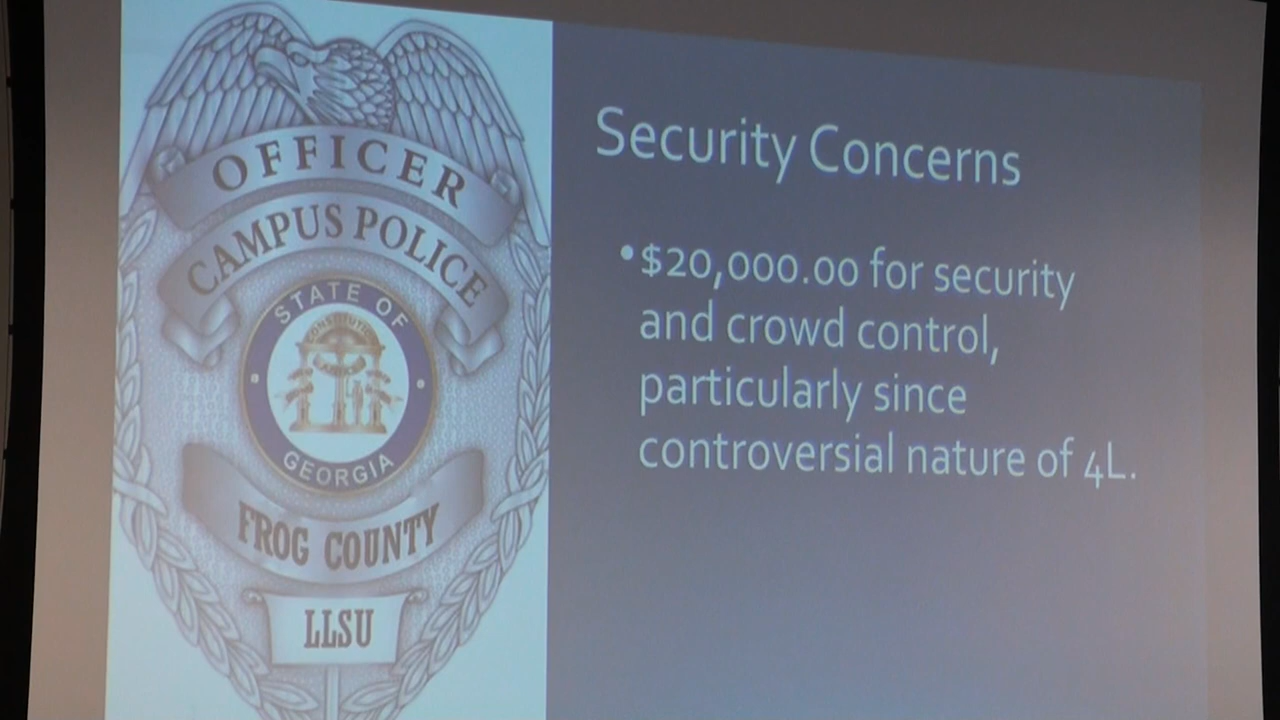 OFFICER
CAMPUS POLICE
STATE OF
CONSTITUTION
GEORGIA
FROG COUNTY
LLSU
Security Concerns
•$20,000.00 for security
and crowd control,
particularly since
controversial nature of 4L.